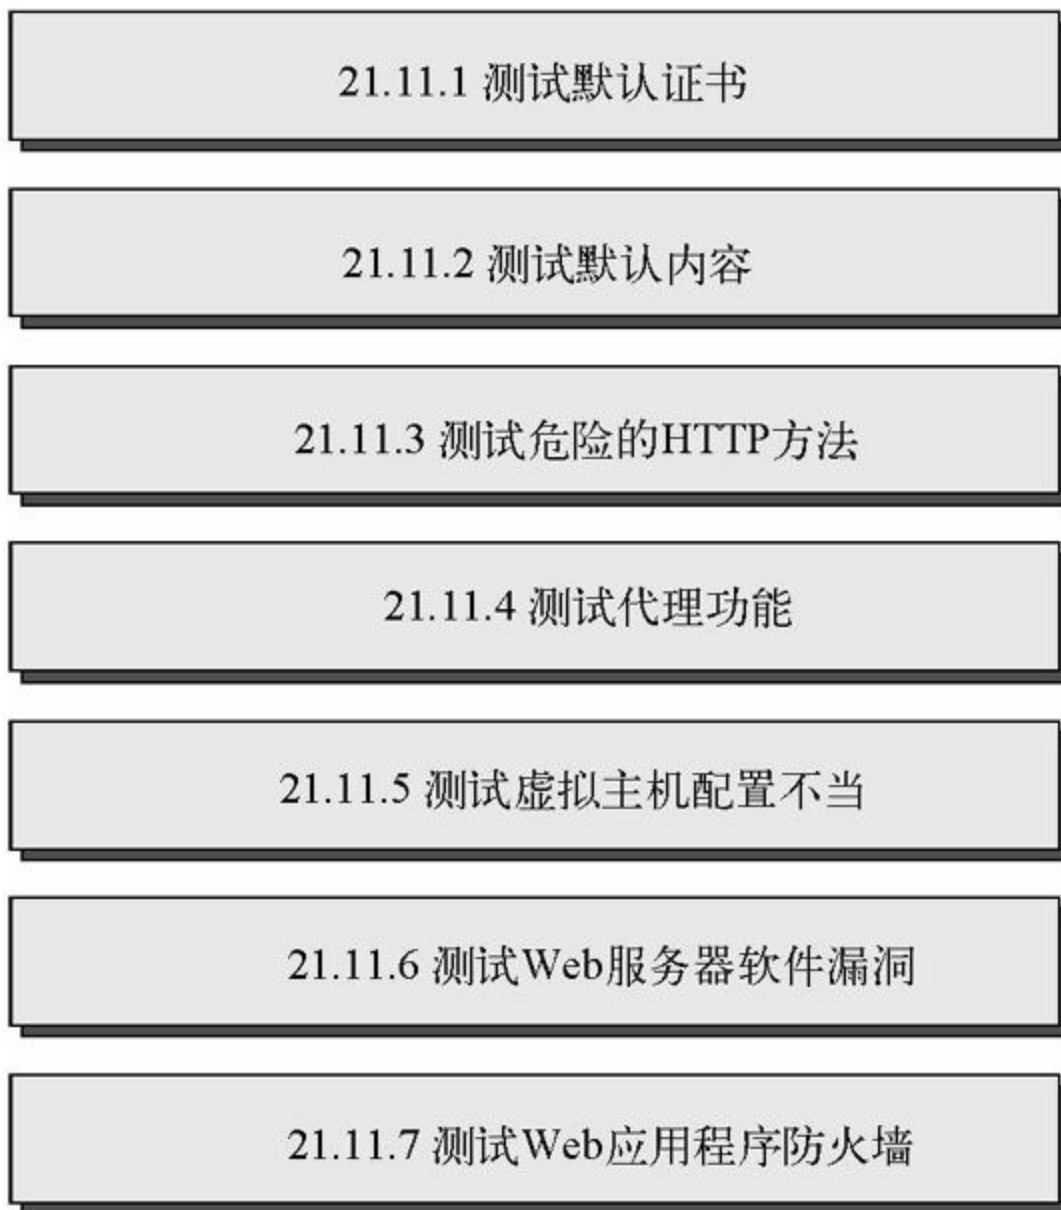 21.11.1 测试默认证书
21.11.2 测试默认内容
21.11.3 测试危险的HTTP方法
21.11.4 测试代理功能
21.11.5 测试虚拟主机配置不当
21.11.6 测试Web服务器软件漏洞
21.11.7 测试Web应用程序防火墙